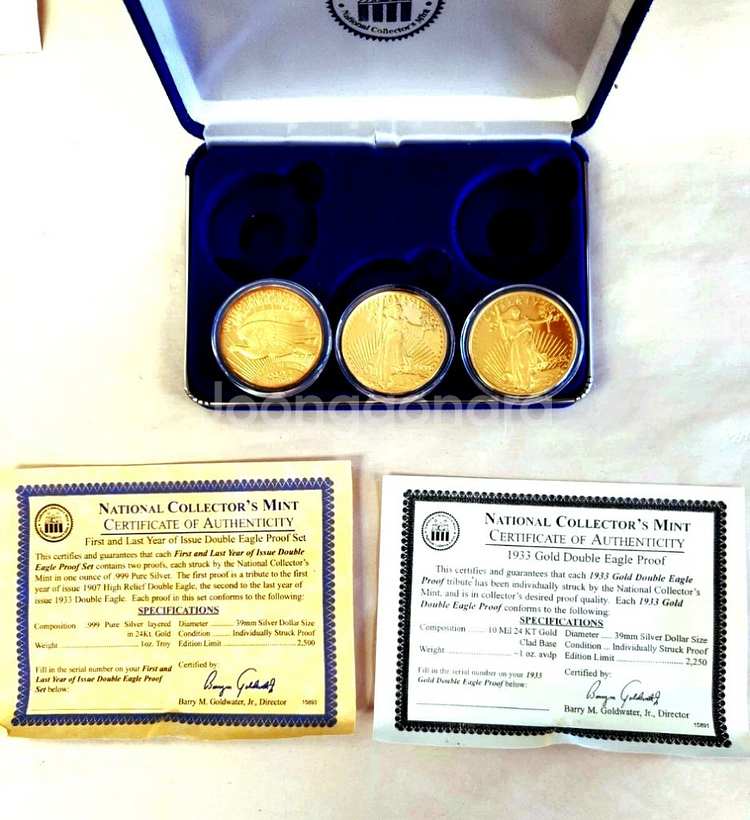 National Collector's Mint
loongdongra
NATIONAL COLLECTOR'S MINT
CERTIFICATE OF AUTHENTICITY
First and Last Year of Issue Double Eagle Proof Set
This certifies and guarantees that each First and Last Year of Issue Double
Eagle Proof Set contains two proofs, each struck by the National Collector's
Mint in one ounce of .999 Pure Silver. The first proof is a tribute to the first
year of issue 1907 High Relief Double Eagle, the second to the last year of
issue 1933 Double Eagle. Each proof in this set conforms to the following:
SPECIFICATIONS
Composition .999 Pure Silver layered in 24Kt. Gold
Weight 1oz. Troy
Diameter 39mm Silver Dollar Size
Condition Individually Struck Proof
Edition Limit 2,500
Fill in the serial number on your First and
Last Year of Issue Double Eagle Proof
Set below:
Certified by:
Barry M. Goldwater, Jr., Director
15893
NATIONAL COLLECTOR'S MINT
CERTIFICATE OF AUTHENTICITY
1933 Gold Double Eagle Proof
This certifies and guarantees that each 1933 Gold Double Eagle
Proof tribute has been individually struck by the National Collector's
Mint, and is in collector's desired proof quality. Each 1933 Gold
Double Eagle Proof conforms to the following:
SPECIFICATIONS
Composition 10 Mil 24 KT Gold
Clad Base
Weight ~1 oz. avdp
Diameter 39mm Silver Dollar Size
Condition Individually Struck Proof
Edition Limit 2,250
Fill in the serial number on your 1933
Gold Double Eagle Proof below:
Certified by:
Barry M. Goldwater, Jr., Director
15891